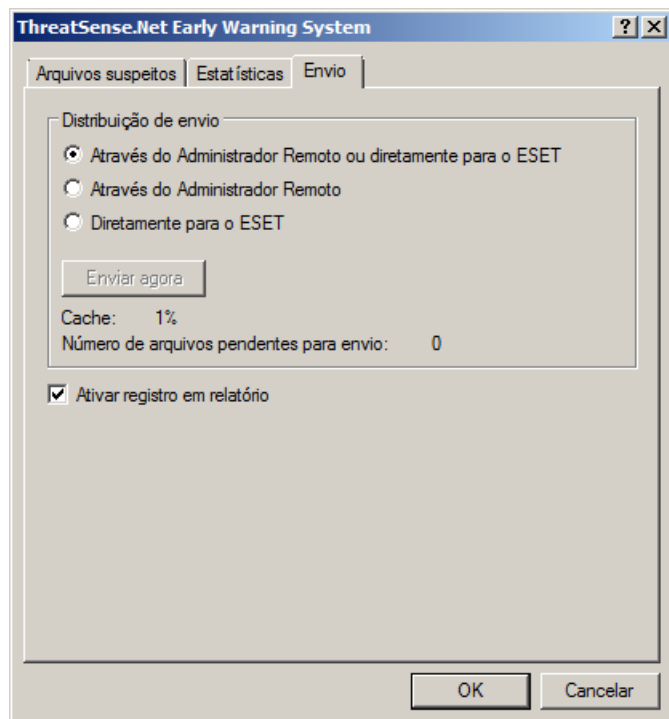 ThreatSense.Net Early Warning System
Arquivos suspeitos Estatísticas Envio
Distribuição de envio
Através do Administrador Remoto ou diretamente para o ESET
Através do Administrador Remoto
Diretamente para o ESET
Enviar agora
Cache: 1%
Número de arquivos pendentes para envio: 0
Ativar registro em relatório
OK Cancelar